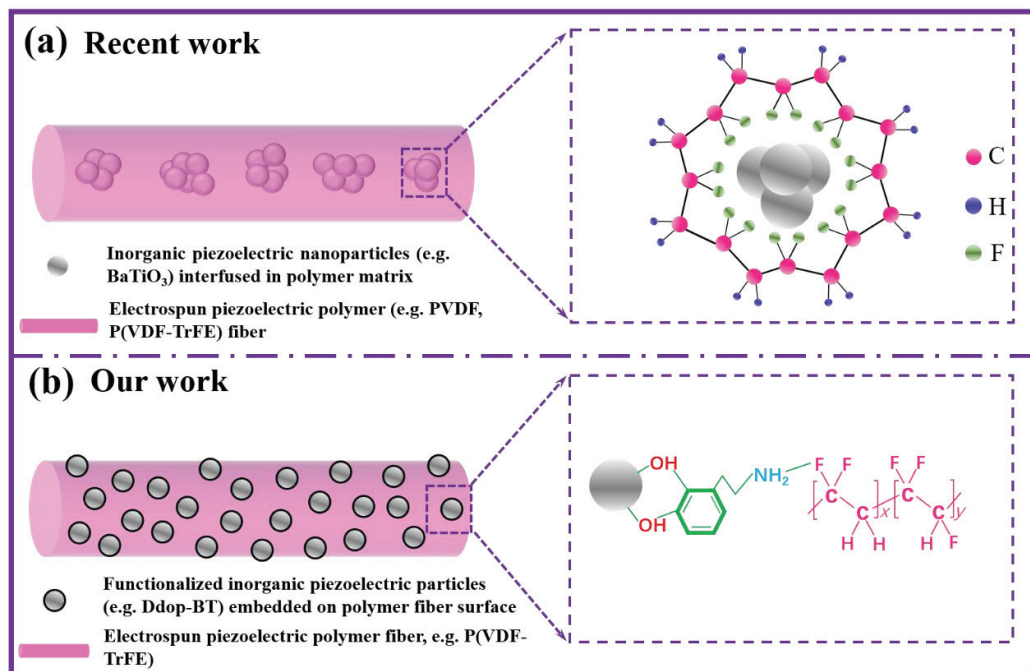 (a) Recent work
Inorganic piezoelectric nanoparticles (e.g.
BaTiO₃) interfused in polymer matrix
Electrospun piezoelectric polymer (e.g. PVDF,
P(VDF-TrFE) fiber
C
H
F
(b) Our work
Functionalized inorganic piezoelectric particles
(e.g. Ddop-BT) embedded on polymer fiber surface
Electrospun piezoelectric polymer fiber, e.g. P(VDF-
TrFE)
OH
OH
NH₂
F F F F
[C C]x [C C]y
H H H F